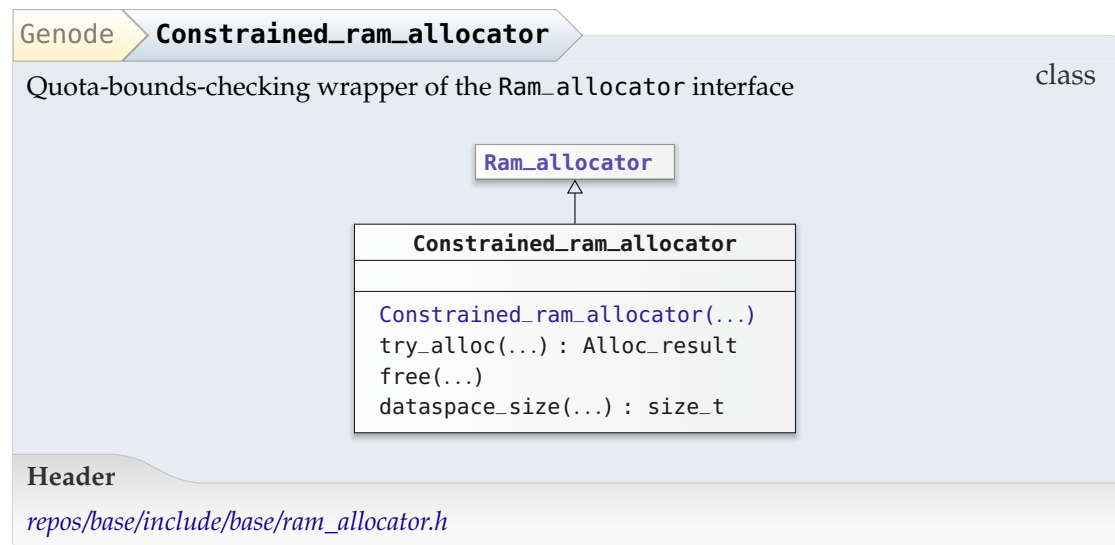 Genode Constrained_ram_allocator
Quota-bounds-checking wrapper of the Ram_allocator interface
class
Ram_allocator
Constrained_ram_allocator
Constrained_ram_allocator(...)
try_alloc(...) : Alloc_result
free(...)
dataspace_size(...) : size_t
Header
repos/base/include/base/ram_allocator.h